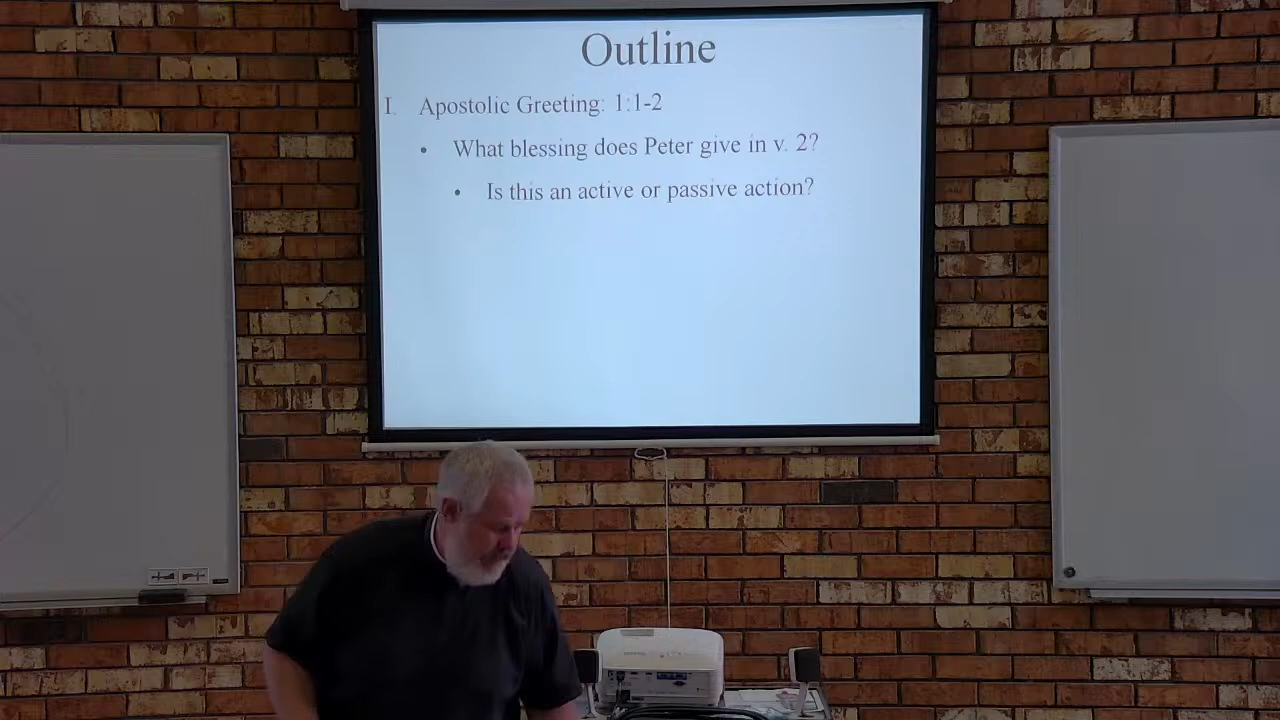 Outline
I. Apostolic Greeting: 1:1-2
• What blessing does Peter give in v. 2?
• Is this an active or passive action?